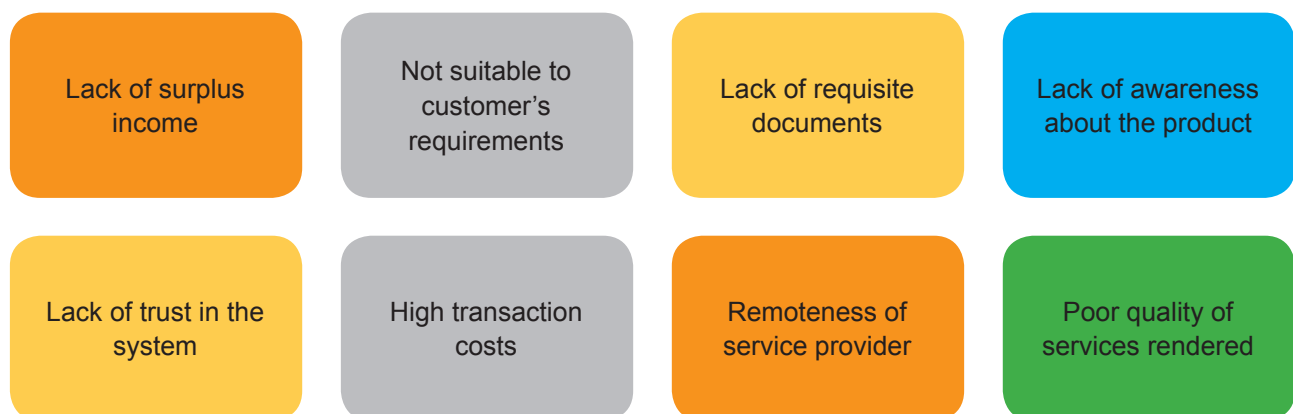 Lack of surplus
income
Not suitable to
customer’s
requirements
Lack of requisite
documents
Lack of awareness
about the product
Lack of trust in the
system
High transaction
costs
Remoteness of
service provider
Poor quality of
services rendered